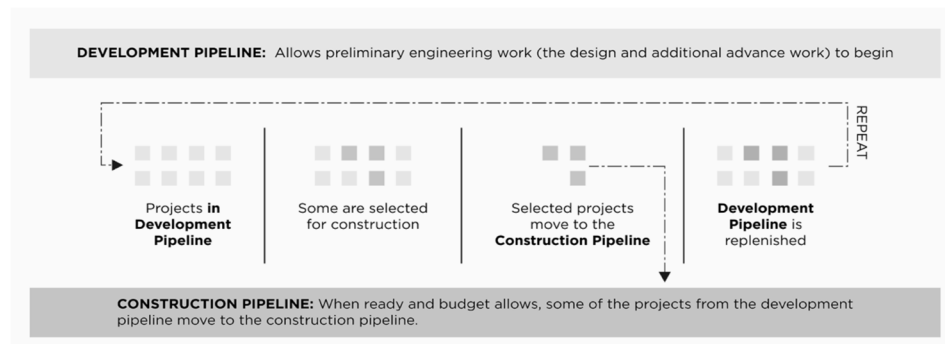 DEVELOPMENT PIPELINE: Allows preliminary engineering work (the design and additional advance work) to begin
REPEAT
Projects in
Development
Pipeline
Some are selected
for construction
Selected projects
move to the
Construction Pipeline
Development
Pipeline is
replenished
CONSTRUCTION PIPELINE: When ready and budget allows, some of the projects from the development
pipeline move to the construction pipeline.